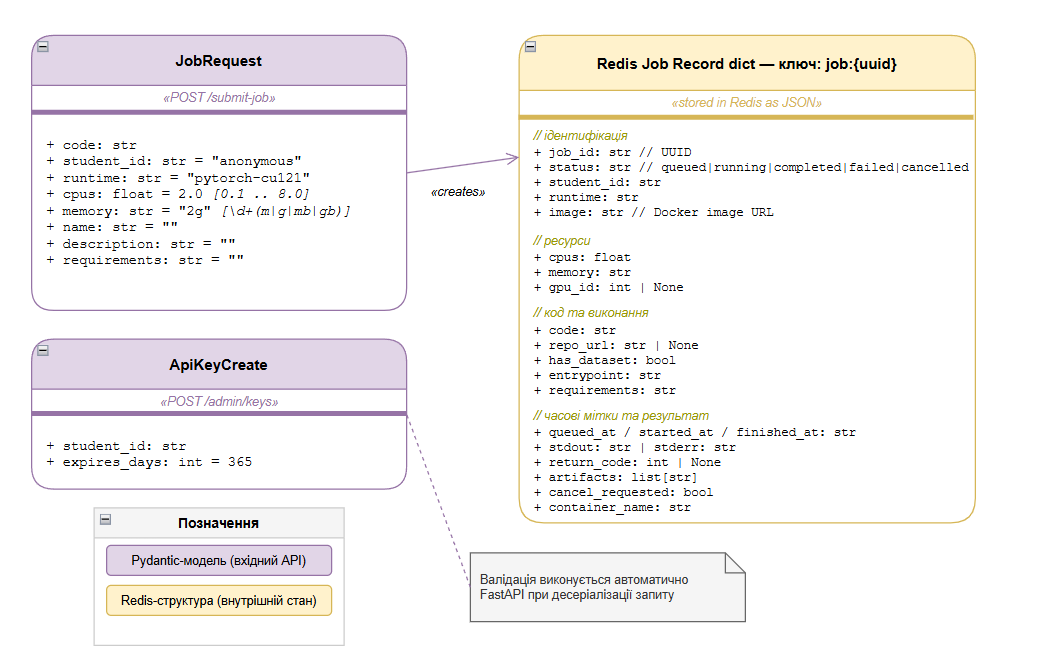 JobRequest
«POST /submit-job»
+ code: str
+ student_id: str = "anonymous"
+ runtime: str = "pytorch-cu121"
+ cpus: float = 2.0 [0.1 .. 8.0]
+ memory: str = "2g" [\d+(m|g|mb|gb)]
+ name: str = ""
+ description: str = ""
+ requirements: str = ""
«creates»
Redis Job Record dict — ключ: job:{uuid}
«stored in Redis as JSON»
// ідентифікація
+ job_id: str // UUID
+ status: str // queued|running|completed|failed|cancelled
+ student_id: str
+ runtime: str
+ image: str // Docker image URL
// ресурси
+ cpus: float
+ memory: str
+ gpu_id: int | None
// код та виконання
+ code: str
+ repo_url: str | None
+ has_dataset: bool
+ entrypoint: str
+ requirements: str
// часові мітки та результат
+ queued_at / started_at / finished_at: str
+ stdout: str | stderr: str
+ return_code: int | None
+ artifacts: list[str]
+ cancel_requested: bool
+ container_name: str
ApiKeyCreate
«POST /admin/keys»
+ student_id: str
+ expires_days: int = 365
Позначення
Pydantic-модель (вхідний API)
Redis-структура (внутрішній стан)
Валідація виконується автоматично
FastAPI при десеріалізації запиту